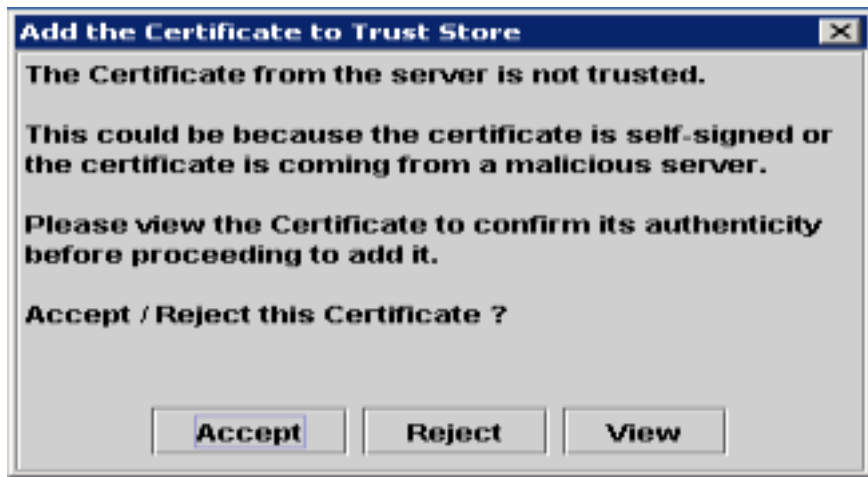 Add the Certificate to Trust Store
The Certificate from the server is not trusted.
This could be because the certificate is self-signed or
the certificate is coming from a malicious server.
Please view the Certificate to confirm its authenticity
before proceeding to add it.
Accept / Reject this Certificate ?
Accept Reject View